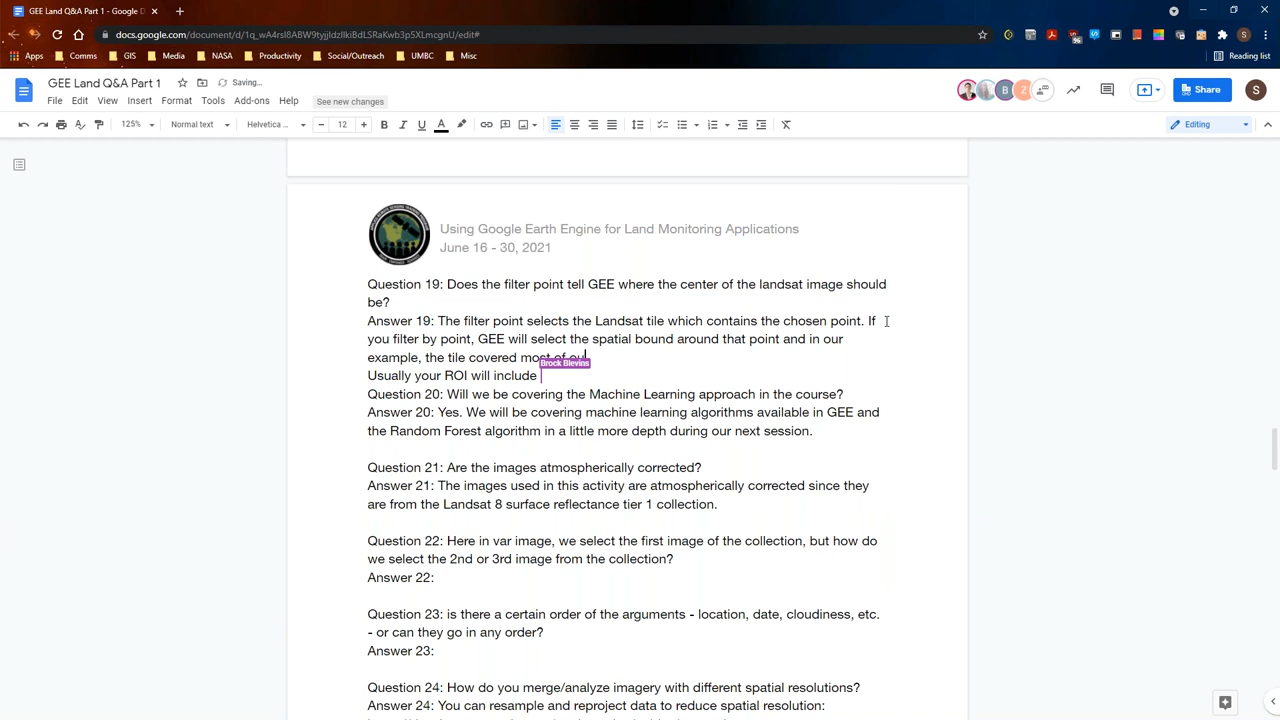 GEE Land Q&A Part 1 - Google D
docs.google.com/document/d/1q_wA4rsI8ABW9tyjjIdzIIkiBdLSRaKwb3p5XLmcgnU/edit#
Apps Comms GIS Media NASA Productivity Social/Outreach UMBC Misc Reading list
GEE Land Q&A Part 1 Saving...
File Edit View Insert Format Tools Add-ons Help See new changes
B Z Share S
125% Normal text Helvetica ... 12 B I U A Editing
Using Google Earth Engine for Land Monitoring Applications
June 16 - 30, 2021
Question 19: Does the filter point tell GEE where the center of the landsat image should
be?
Answer 19: The filter point selects the Landsat tile which contains the chosen point. If
you filter by point, GEE will select the spatial bound around that point and in our
example, the tile covered most of ou
Brock Blevins
Usually your ROI will include
Question 20: Will we be covering the Machine Learning approach in the course?
Answer 20: Yes. We will be covering machine learning algorithms available in GEE and
the Random Forest algorithm in a little more depth during our next session.
Question 21: Are the images atmospherically corrected?
Answer 21: The images used in this activity are atmospherically corrected since they
are from the Landsat 8 surface reflectance tier 1 collection.
Question 22: Here in var image, we select the first image of the collection, but how do
we select the 2nd or 3rd image from the collection?
Answer 22:
Question 23: is there a certain order of the arguments - location, date, cloudiness, etc.
- or can they go in any order?
Answer 23:
Question 24: How do you merge/analyze imagery with different spatial resolutions?
Answer 24: You can resample and reproject data to reduce spatial resolution: